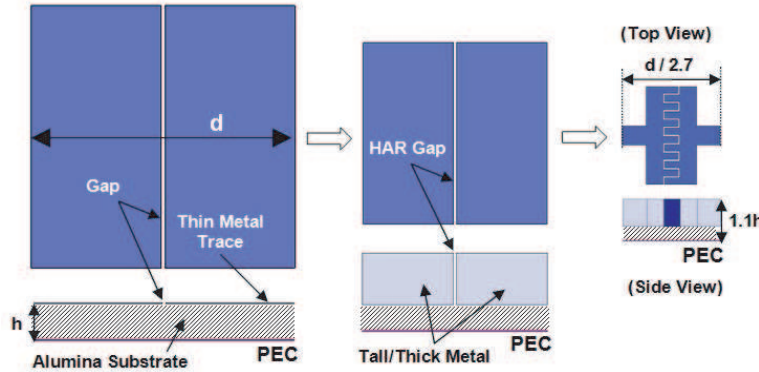 d
Gap
Thin Metal
Trace
h
Alumina Substrate
PEC
HAR Gap
Tall/Thick Metal
PEC
(Top View)
d / 2.7
1.1h
PEC
(Side View)